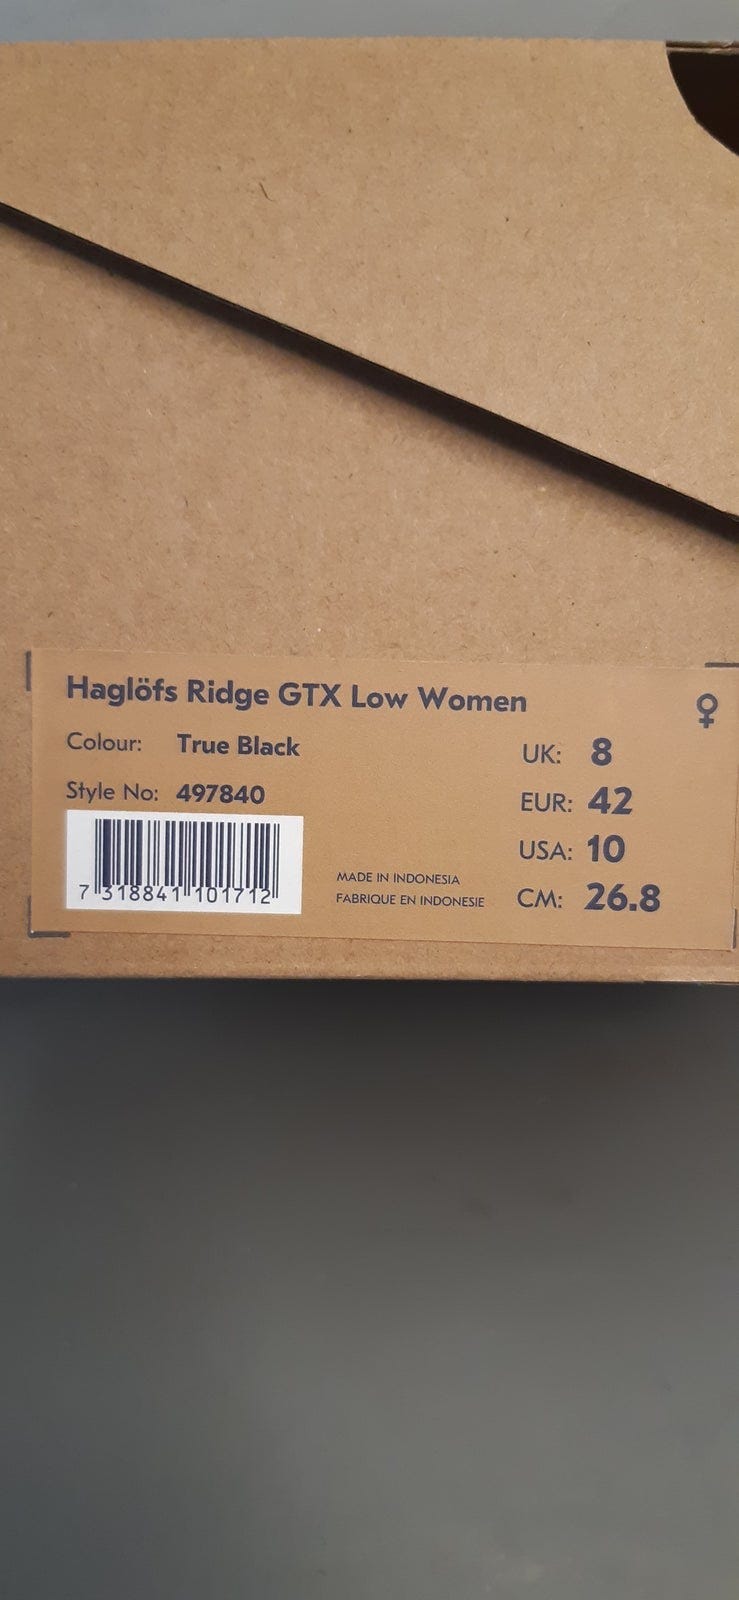 Haglöfs Ridge GTX Low Women
Colour: True Black
Style No: 497840
7 318841 101712
MADE IN INDONESIA
FABRIQUE EN INDONESIE
UK: 8
EUR: 42
USA: 10
CM: 26.8